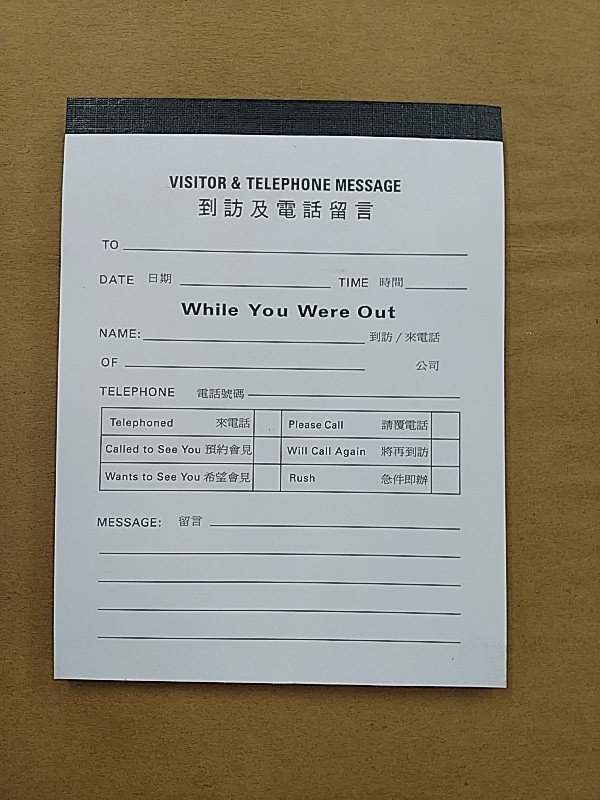 VISITOR & TELEPHONE MESSAGE
到訪及電話留言
TO
DATE 日期 TIME 時間
While You Were Out
NAME: 到訪 / 來電話
OF 公司
TELEPHONE 電話號碼
Telephoned 來電話 Please Call 請覆電話
Called to See You 預約會見 Will Call Again 將再到訪
Wants to See You 希望會見 Rush 急件即辦
MESSAGE: 留言